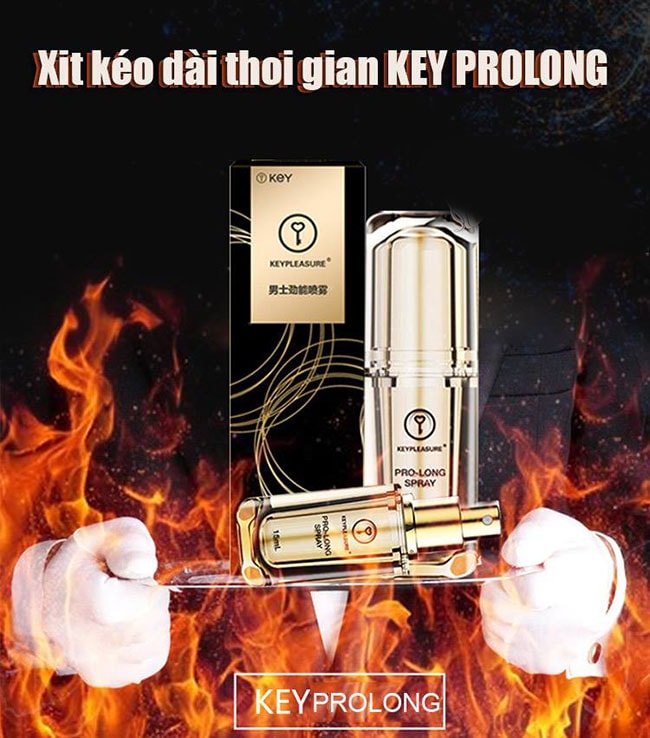 Xit kéo dài thoi gian KEY PROLONG
KEY
KEYPLEASURE®
男士劲能喷雾
KEYPLEASURE®
PRO-LONG
SPRAY
KEYPLEASURE®
PRO-LONG
SPRAY
15mL
KEYPROLONG